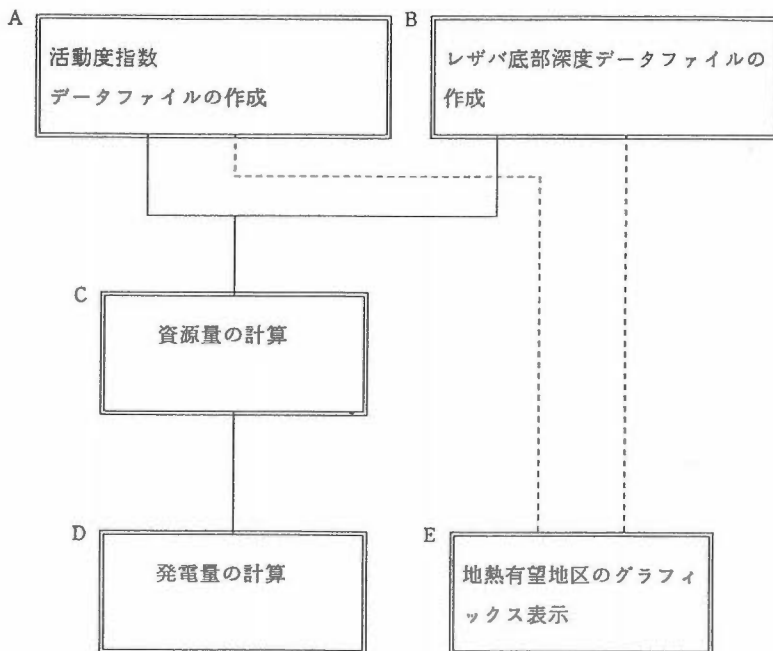 A
活動度指数
データファイルの作成
B
レザバ底部深度データファイルの
作成
C
資源量の計算
D
発電量の計算
E
地熱有望地区のグラフィ
ックス表示